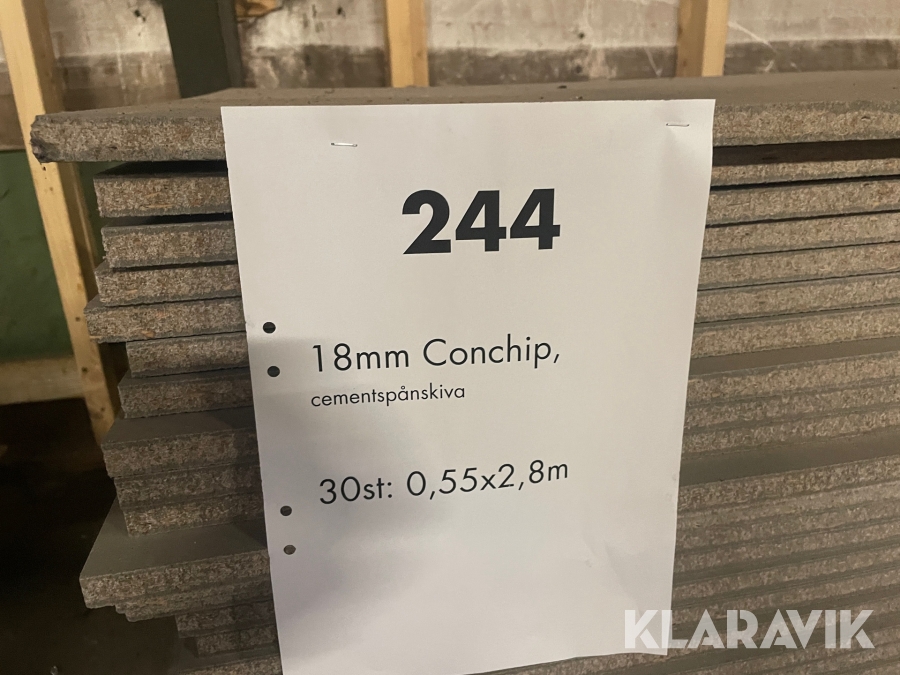 244
18mm Conchip,
cementspånskiva
30st: 0,55x2,8m
KLARAVIK